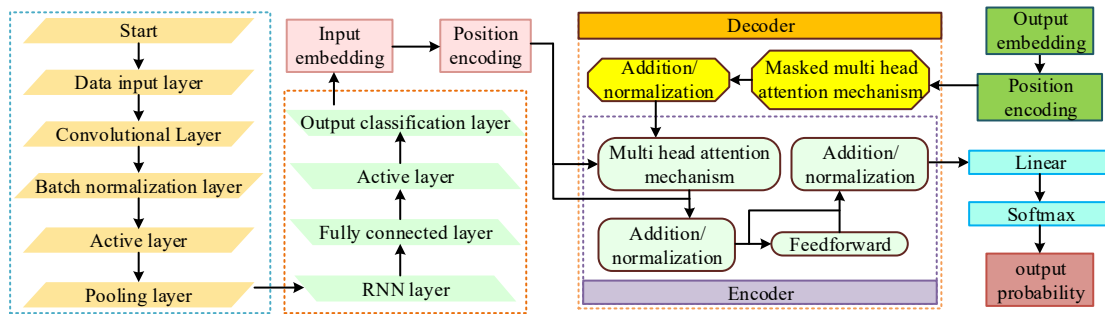 Start
Data input layer
Convolutional Layer
Batch normalization layer
Active layer
Pooling layer
Input
embedding
Position
encoding
Output classification layer
Active layer
Fully connected layer
RNN layer
Decoder
Addition/
normalization
Masked multi head
attention mechanism
Multi head attention
mechanism
Addition/
normalization
Addition/
normalization
Feedforward
Encoder
Output
embedding
Position
encoding
Linear
Softmax
output
probability